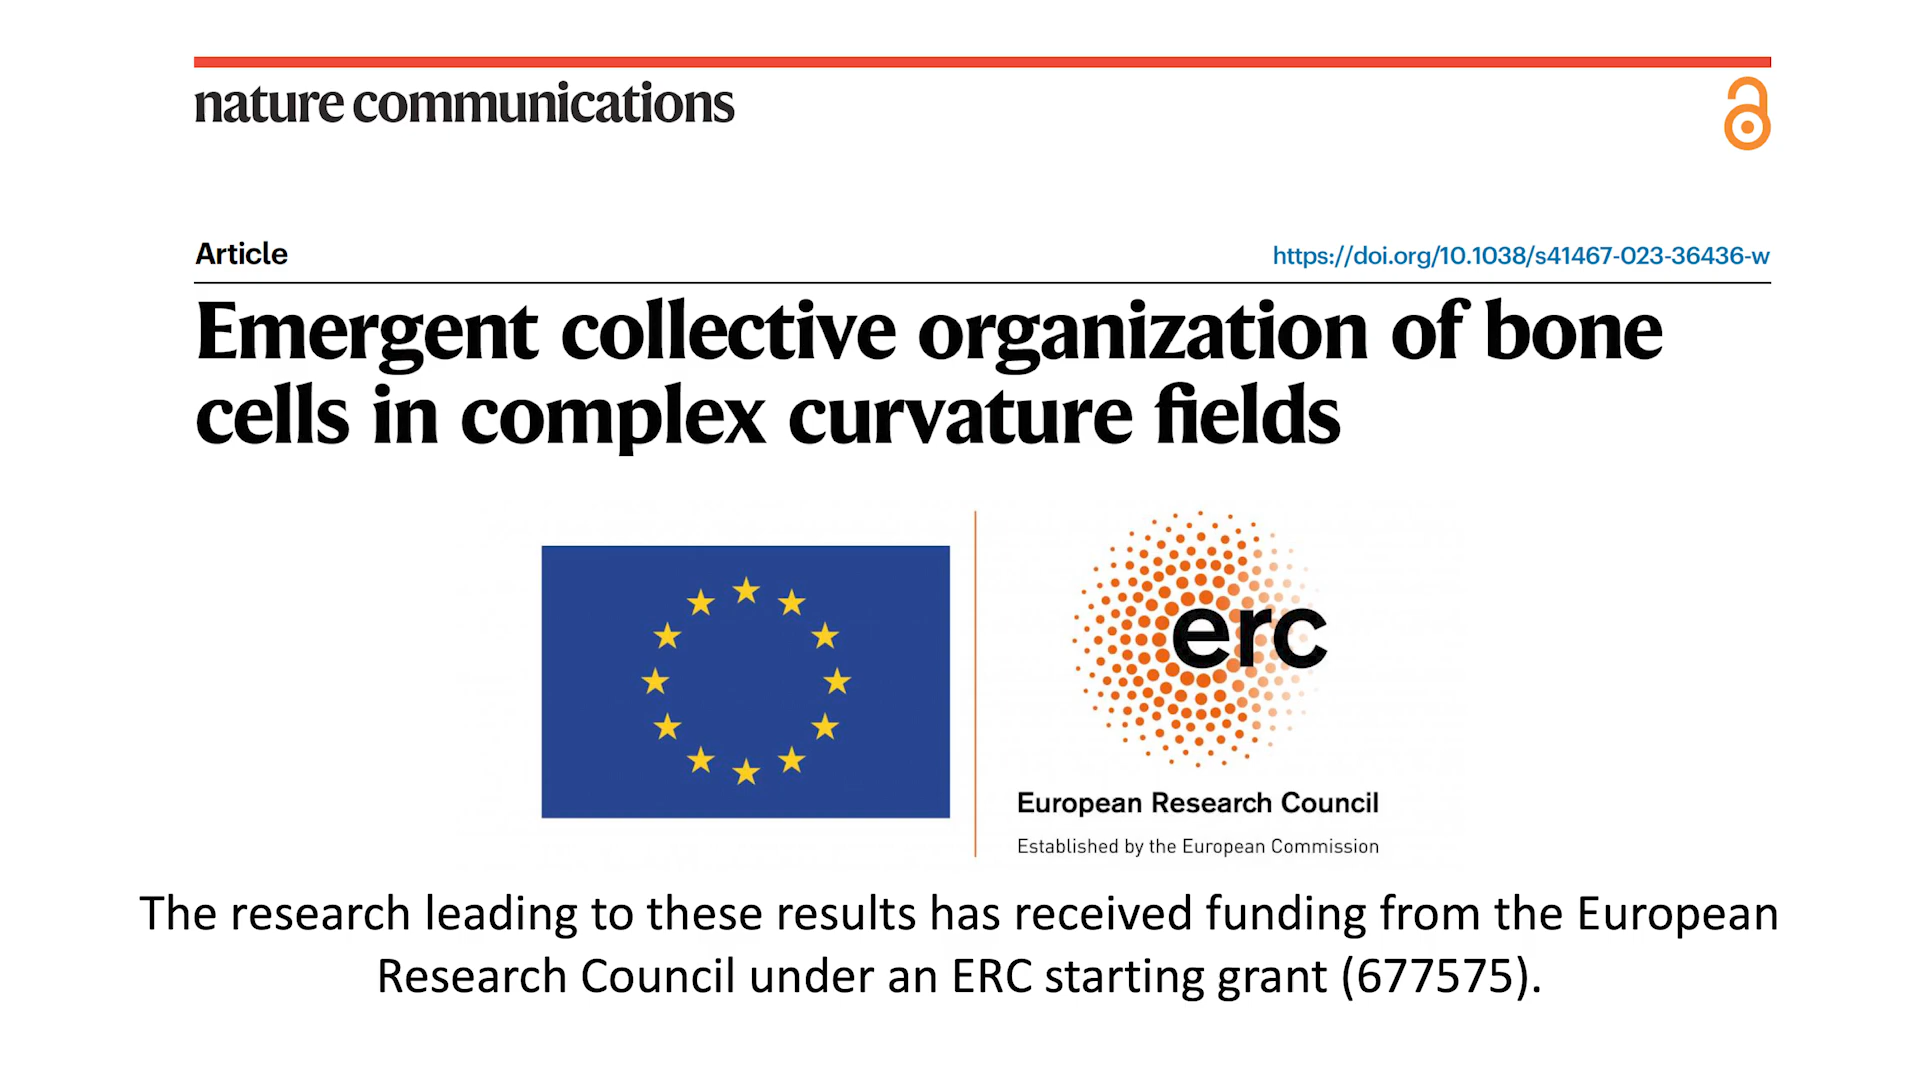 nature communications
Article
https://doi.org/10.1038/s41467-023-36436-w
Emergent collective organization of bone
cells in complex curvature fields
erc
European Research Council
Established by the European Commission
The research leading to these results has received funding from the European
Research Council under an ERC starting grant (677575).